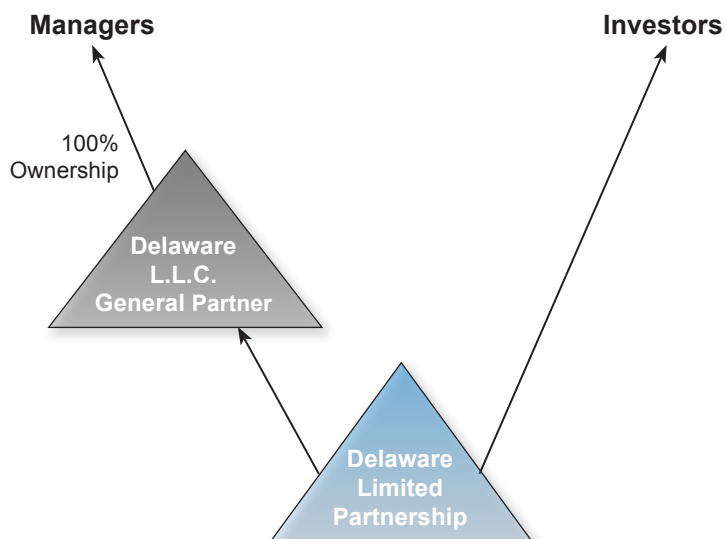 Managers
Investors
100%
Ownership
Delaware
L.L.C.
General Partner
Delaware
Limited
Partnership